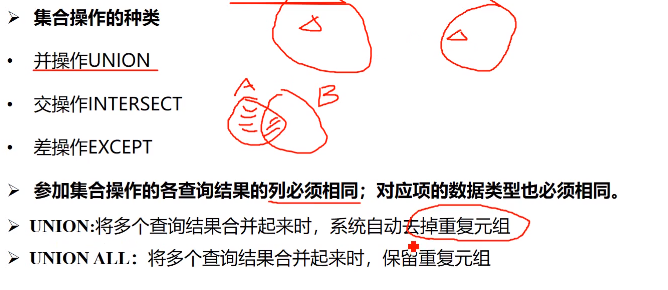 集合操作的种类
并操作UNION
交操作INTERSECT
差操作EXCEPT
A
B
参加集合操作的各查询结果的列必须相同；对应项的数据类型也必须相同。
UNION:将多个查询结果合并起来时，系统自动去掉重复元组
UNION ALL：将多个查询结果合并起来时，保留重复元组